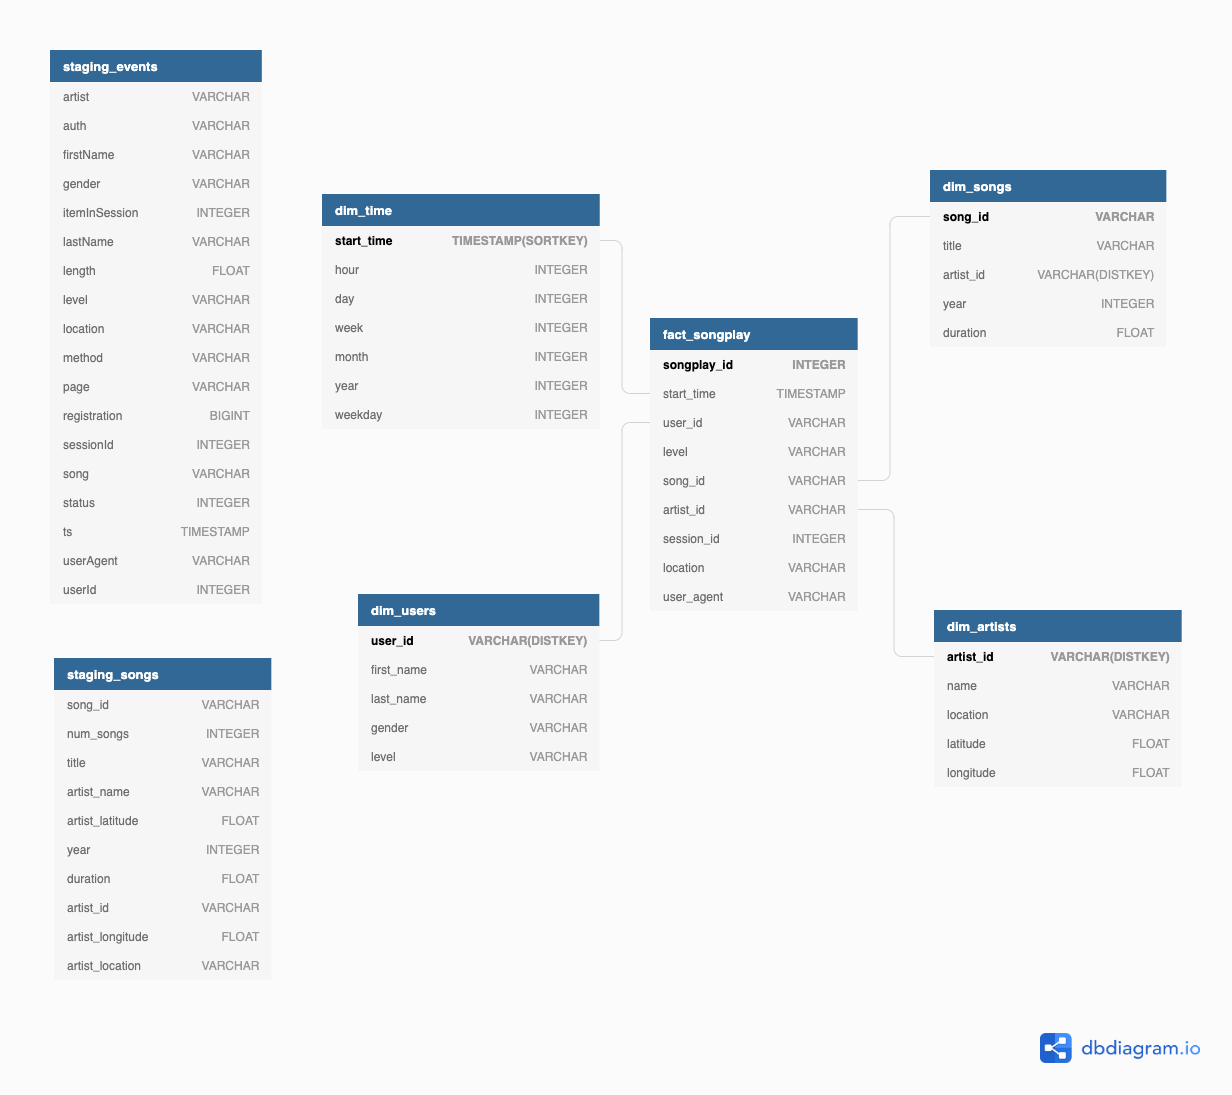 staging_events
artist VARCHAR
auth VARCHAR
firstName VARCHAR
gender VARCHAR
itemInSession INTEGER
lastName VARCHAR
length FLOAT
level VARCHAR
location VARCHAR
method VARCHAR
page VARCHAR
registration BIGINT
sessionId INTEGER
song VARCHAR
status INTEGER
ts TIMESTAMP
userAgent VARCHAR
userId INTEGER
staging_songs
song_id VARCHAR
num_songs INTEGER
title VARCHAR
artist_name VARCHAR
artist_latitude FLOAT
year INTEGER
duration FLOAT
artist_id VARCHAR
artist_longitude FLOAT
artist_location VARCHAR
dim_time
start_time TIMESTAMP(SORTKEY)
hour INTEGER
day INTEGER
week INTEGER
month INTEGER
year INTEGER
weekday INTEGER
dim_users
user_id VARCHAR(DISTKEY)
first_name VARCHAR
last_name VARCHAR
gender VARCHAR
level VARCHAR
fact_songplay
songplay_id INTEGER
start_time TIMESTAMP
user_id VARCHAR
level VARCHAR
song_id VARCHAR
artist_id VARCHAR
session_id INTEGER
location VARCHAR
user_agent VARCHAR
dim_songs
song_id VARCHAR
title VARCHAR
artist_id VARCHAR(DISTKEY)
year INTEGER
duration FLOAT
dim_artists
artist_id VARCHAR(DISTKEY)
name VARCHAR
location VARCHAR
latitude FLOAT
longitude FLOAT
dbdiagram.io